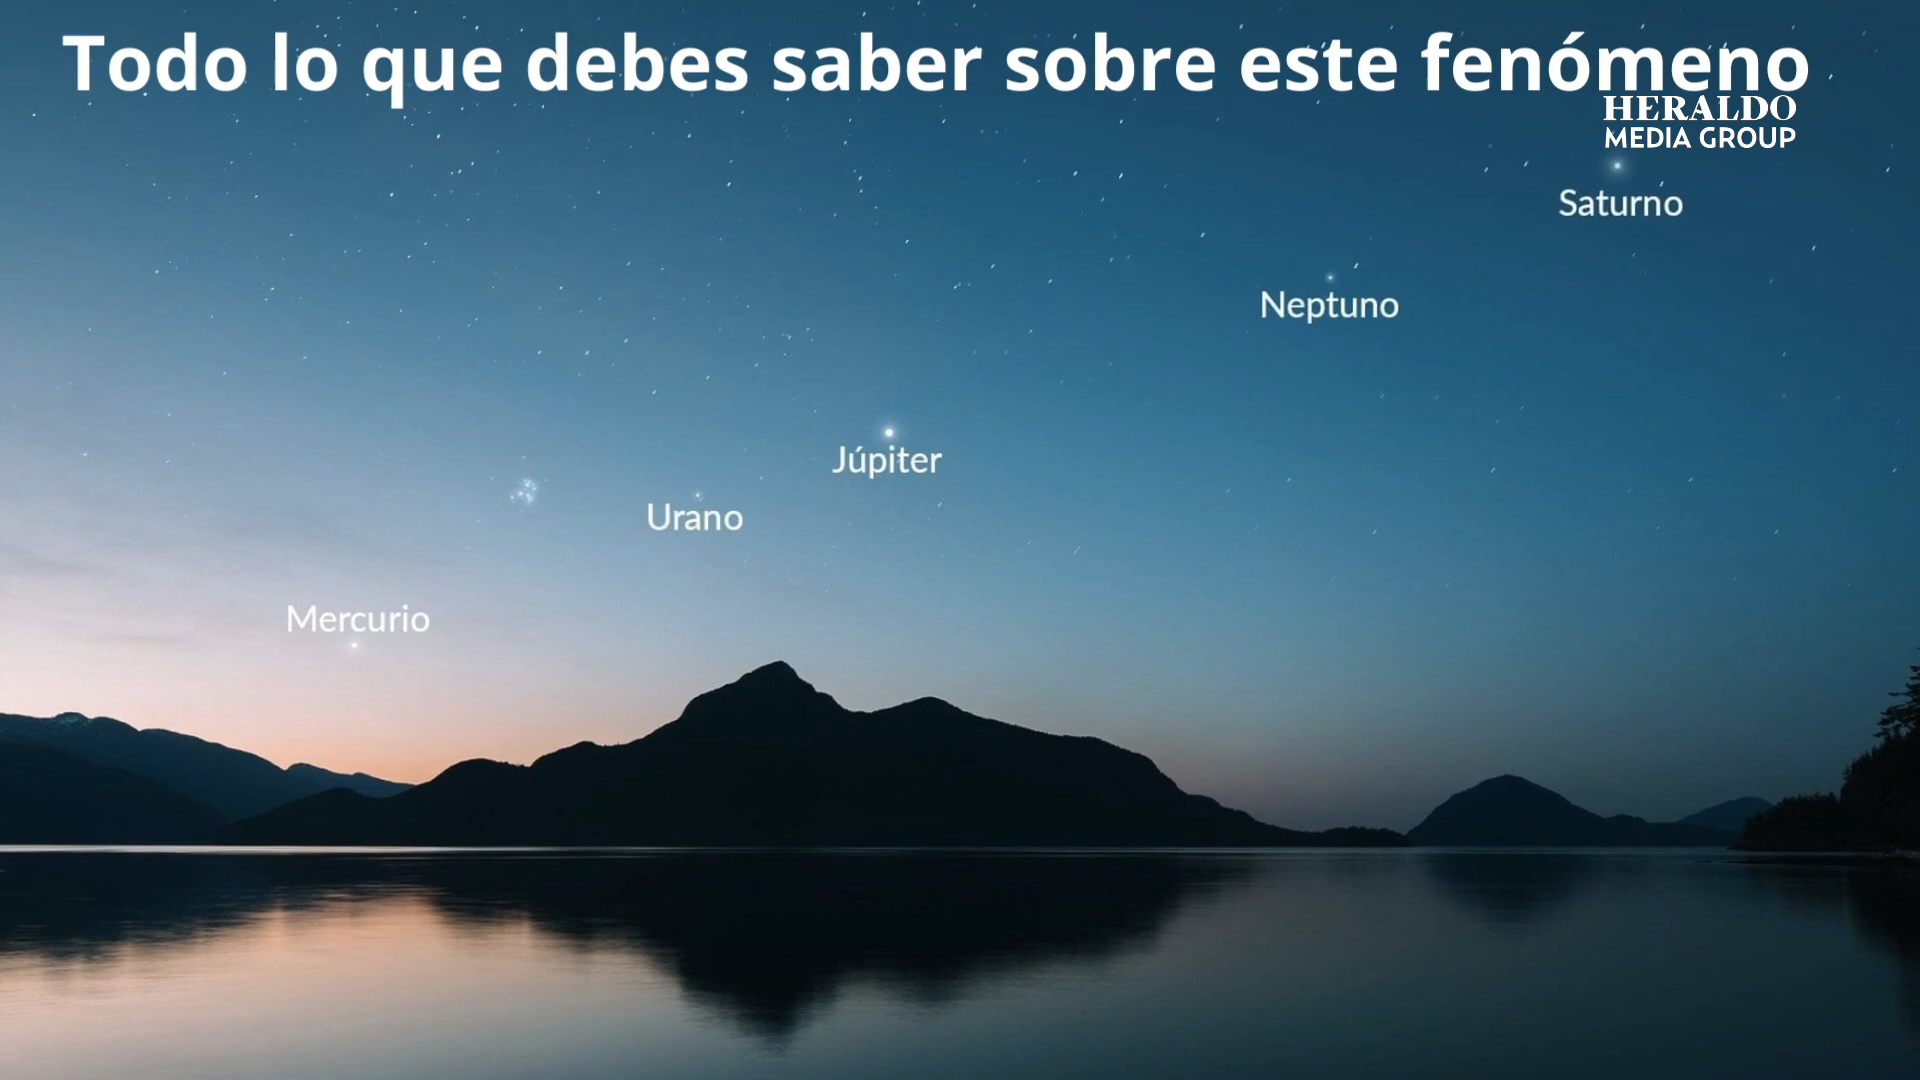 Todo lo que debes saber sobre este fenómeno
HERALDO
MEDIA GROUP
Saturno
Neptuno
Júpiter
Urano
Mercurio